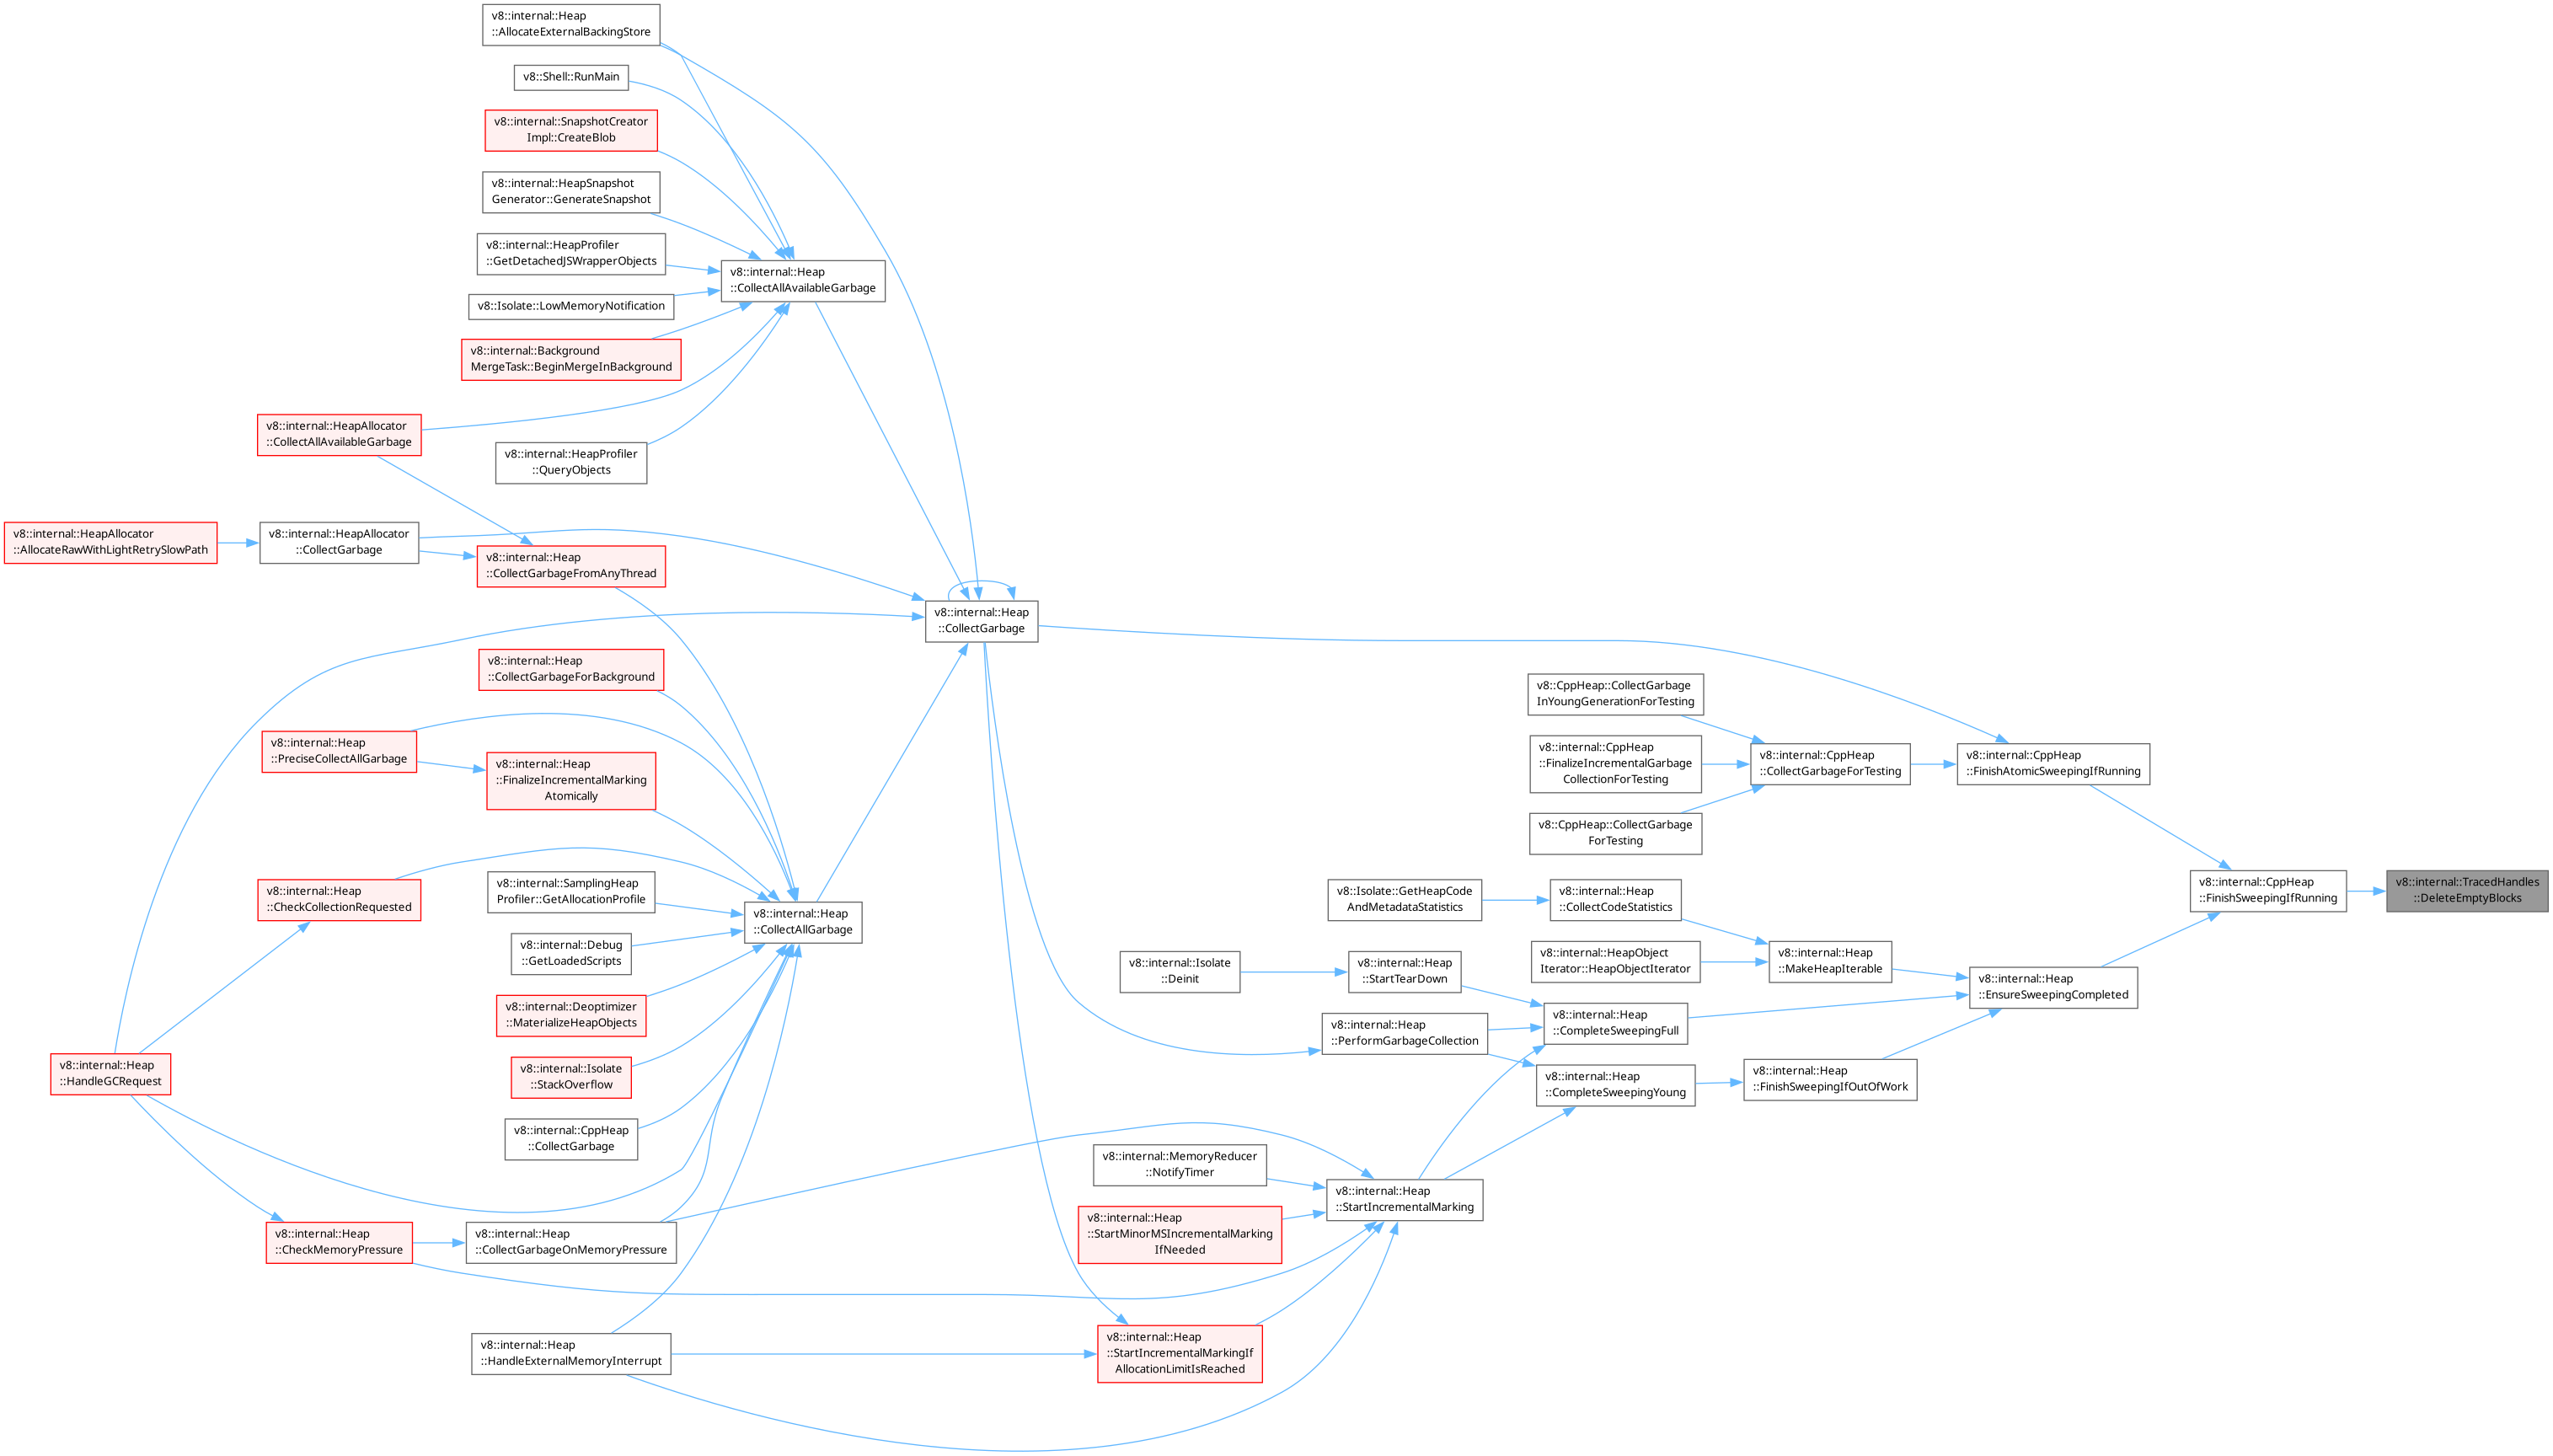 v8::internal::Heap
::AllocateExternalBackingStore
v8::Shell::RunMain
v8::internal::SnapshotCreator
Impl::CreateBlob
v8::internal::HeapSnapshot
Generator::GenerateSnapshot
v8::internal::HeapProfiler
::GetDetachedJSWrapperObjects
v8::internal::Heap
::CollectAllAvailableGarbage
v8::Isolate::LowMemoryNotification
v8::internal::Background
MergeTask::BeginMergeInBackground
v8::internal::HeapAllocator
::CollectAllAvailableGarbage
v8::internal::HeapProfiler
::QueryObjects
v8::internal::HeapAllocator
::AllocateRawWithLightRetrySlowPath
v8::internal::HeapAllocator
::CollectGarbage
v8::internal::Heap
::CollectGarbageFromAnyThread
v8::internal::Heap
::CollectGarbage
v8::internal::Heap
::CollectGarbageForBackground
v8::CppHeap::CollectGarbage
InYoungGenerationForTesting
v8::internal::Heap
::PreciseCollectAllGarbage
v8::internal::Heap
::FinalizeIncrementalMarking
Atomically
v8::internal::CppHeap
::FinalizeIncrementalGarbage
CollectionForTesting
v8::internal::CppHeap
::CollectGarbageForTesting
v8::internal::CppHeap
::FinishAtomicSweepingIfRunning
v8::CppHeap::CollectGarbage
ForTesting
v8::internal::Heap
::CheckCollectionRequested
v8::internal::SamplingHeap
Profiler::GetAllocationProfile
v8::internal::Heap
::CollectAllGarbage
v8::Isolate::GetHeapCode
AndMetadataStatistics
v8::internal::Heap
::CollectCodeStatistics
v8::internal::CppHeap
::FinishSweepingIfRunning
v8::internal::TracedHandles
::DeleteEmptyBlocks
v8::internal::Debug
::GetLoadedScripts
v8::internal::HeapObject
Iterator::HeapObjectIterator
v8::internal::Heap
::MakeHeapIterable
v8::internal::Isolate
::Deinit
v8::internal::Heap
::StartTearDown
v8::internal::Heap
::EnsureSweepingCompleted
v8::internal::Deoptimizer
::MaterializeHeapObjects
v8::internal::Heap
::PerformGarbageCollection
v8::internal::Heap
::CompleteSweepingFull
v8::internal::Heap
::HandleGCRequest
v8::internal::Isolate
::StackOverflow
v8::internal::Heap
::CompleteSweepingYoung
v8::internal::Heap
::FinishSweepingIfOutOfWork
v8::internal::CppHeap
::CollectGarbage
v8::internal::MemoryReducer
::NotifyTimer
v8::internal::Heap
::StartIncrementalMarking
v8::internal::Heap
::StartMinorMSIncrementalMarking
IfNeeded
v8::internal::Heap
::CheckMemoryPressure
v8::internal::Heap
::CollectGarbageOnMemoryPressure
v8::internal::Heap
::HandleExternalMemoryInterrupt
v8::internal::Heap
::StartIncrementalMarkingIf
AllocationLimitIsReached